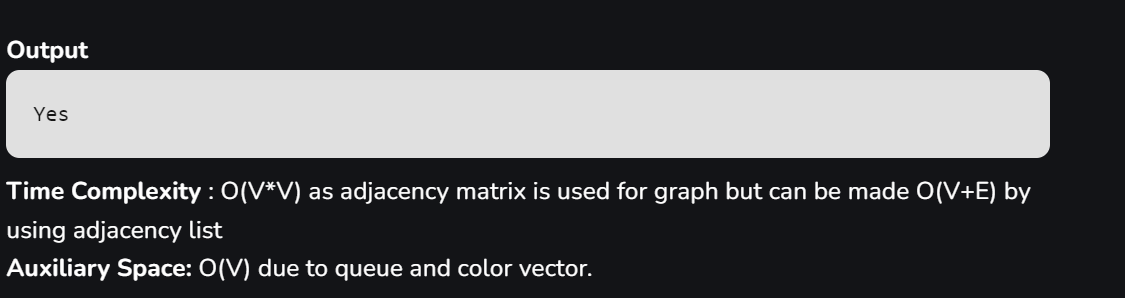 Output
Yes
Time Complexity : O(V*V) as adjacency matrix is used for graph but can be made O(V+E) by
using adjacency list
Auxiliary Space: O(V) due to queue and color vector.